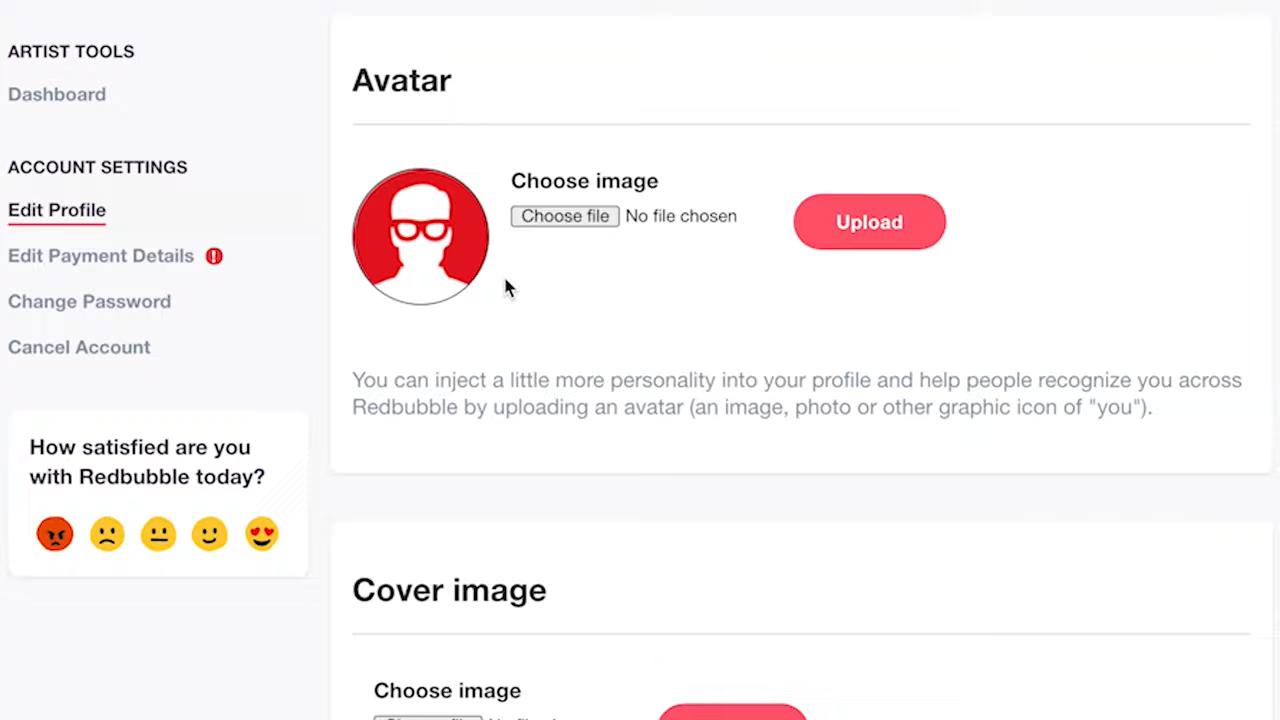 ARTIST TOOLS
Dashboard
ACCOUNT SETTINGS
Edit Profile
Edit Payment Details
Change Password
Cancel Account
How satisfied are you
with Redbubble today?
Avatar
Choose image
Choose file No file chosen
Upload
You can inject a little more personality into your profile and help people recognize you across
Redbubble by uploading an avatar (an image, photo or other graphic icon of "you").
Cover image
Choose image